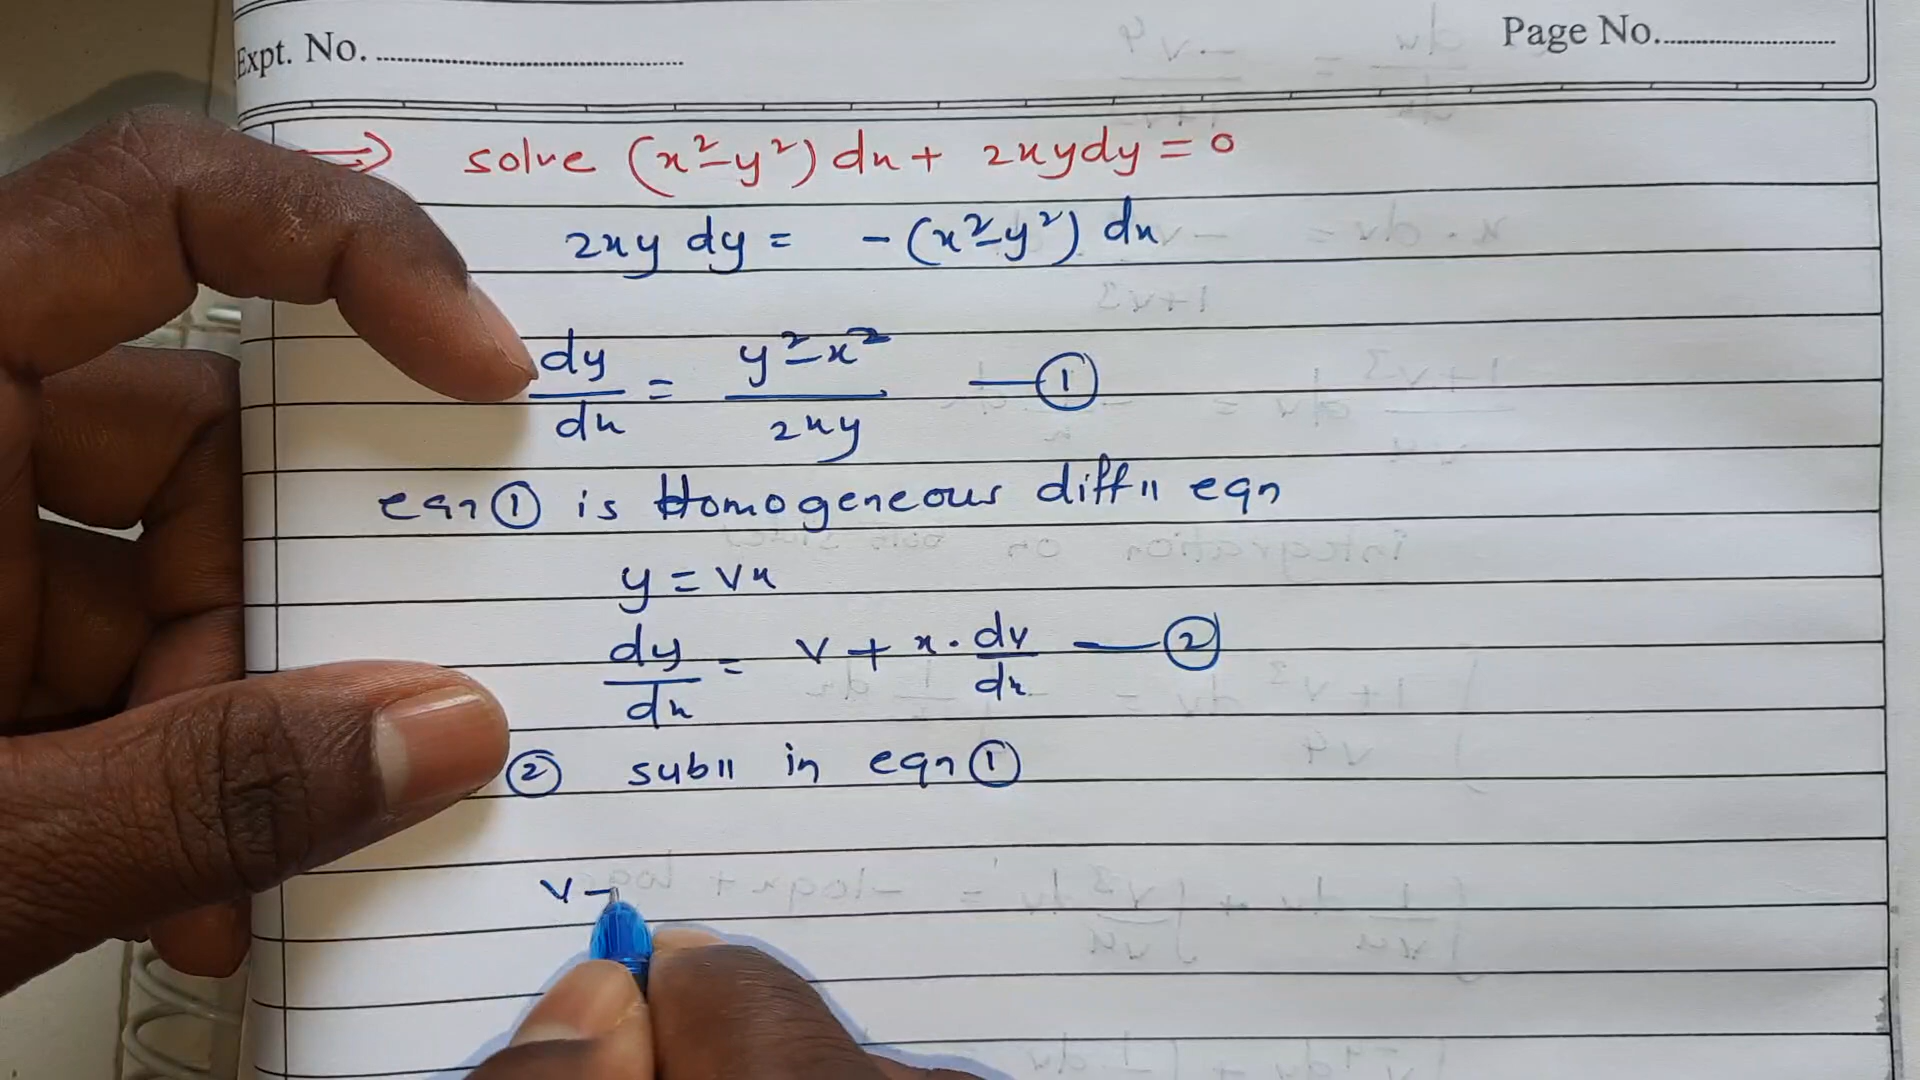 Expt. No. Page No.
⇒ solve (x²-y²) dx + 2xy dy = 0
2xy dy = -(x²-y²) dx
dy/dx = y²-x² / 2xy — ①
eqn ① is Homogeneous diff|| eqn
y = vx
dy/dx = v + x. dv/dx — ②
② sub|| in eqn ①
v -